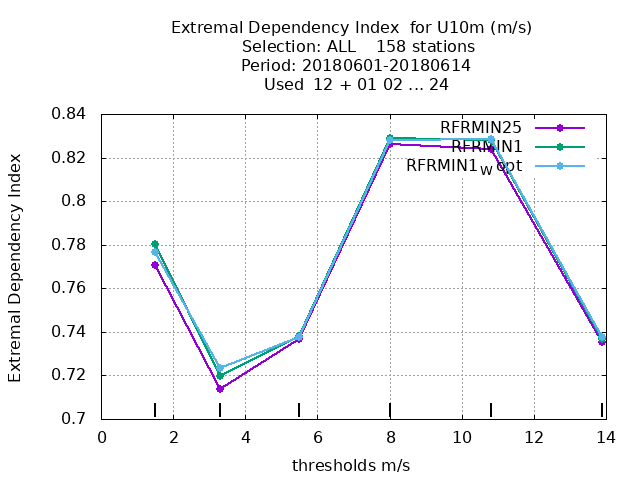 Extremal Dependency Index  for U10m (m/s)
Selection: ALL    158 stations
Period: 20180601-20180614
Used  12 + 01 02 ... 24
0.84
0.82
0.8
0.78
0.76
0.74
0.72
0.7
Extremal Dependency Index
RFRMIN25
RFRMIN1
RFRMIN1Wopt
0 2 4 6 8 10 12 14
thresholds m/s